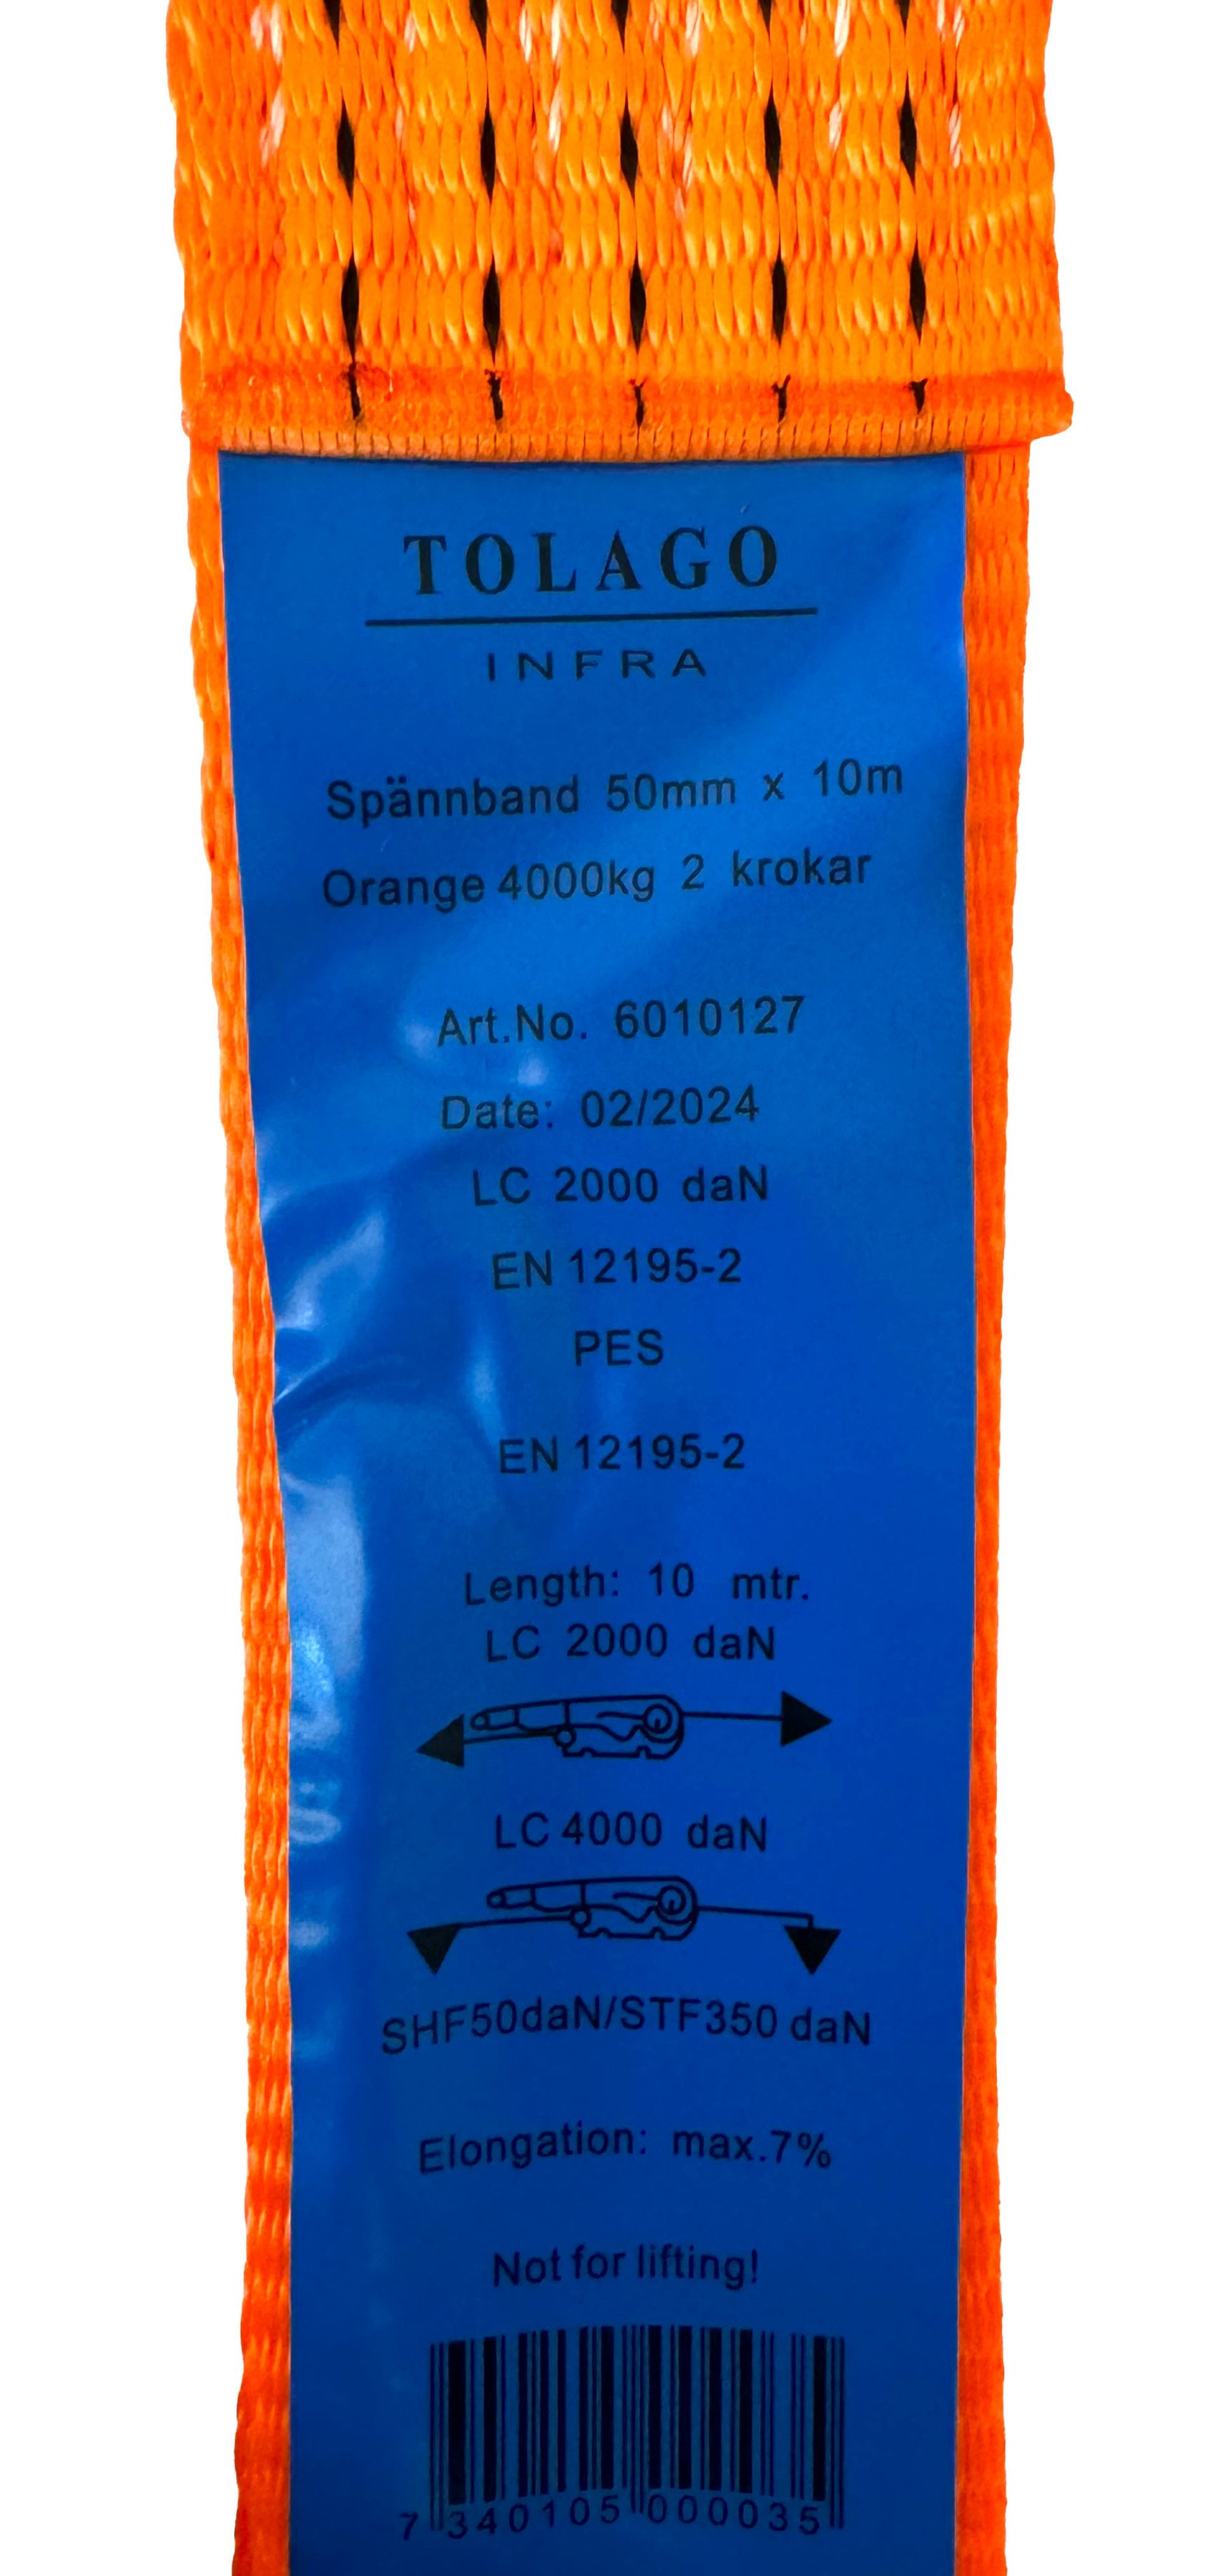 TOLAGO
INFRA
Spännband 50mm x 10m
Orange 4000kg 2 krokar
Art.No. 6010127
Date: 02/2024
LC 2000 daN
EN 12195-2
PES
EN 12195-2
Length: 10 mtr.
LC 2000 daN
LC 4000 daN
SHF50daN/STF350 daN
Elongation: max.7%
Not for lifting!
7 340105 000035